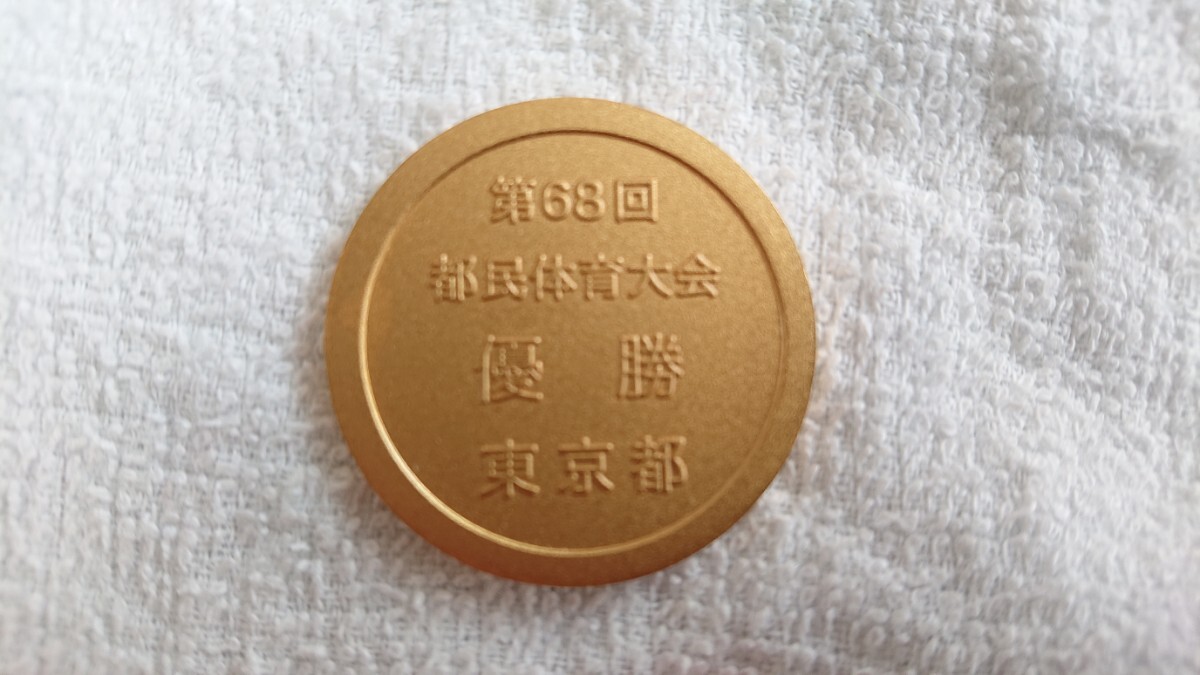 第68回
都民体育大会
優勝
東京都